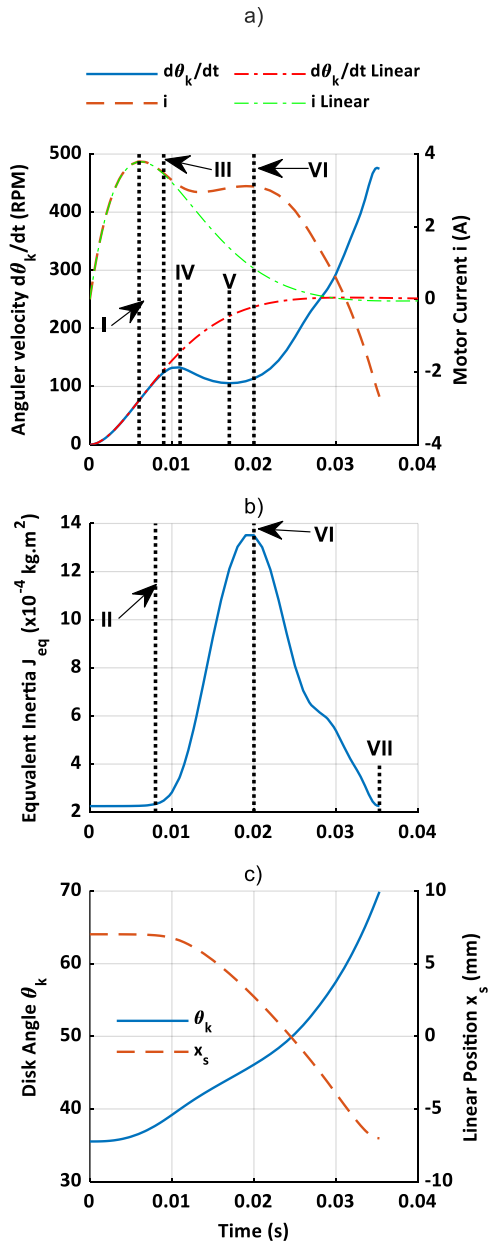 a)
dθk/dt
dθk/dt Linear
i
i Linear
Anguler velocity dθk/dt (RPM)
500
400
300
200
100
0
Motor Current i (A)
4
2
0
-2
-4
I
III
IV
V
VI
0
0.01
0.02
0.03
0.04
b)
Equvalent Inertia J eq (x10⁻⁴ kg.m²)
14
12
10
8
6
4
2
II
VI
VII
0
0.01
0.02
0.03
0.04
c)
Disk Angle θk
70
60
50
40
30
θk
xs
Linear Position xs (mm)
10
5
0
-5
-10
0
0.01
0.02
0.03
0.04
Time (s)